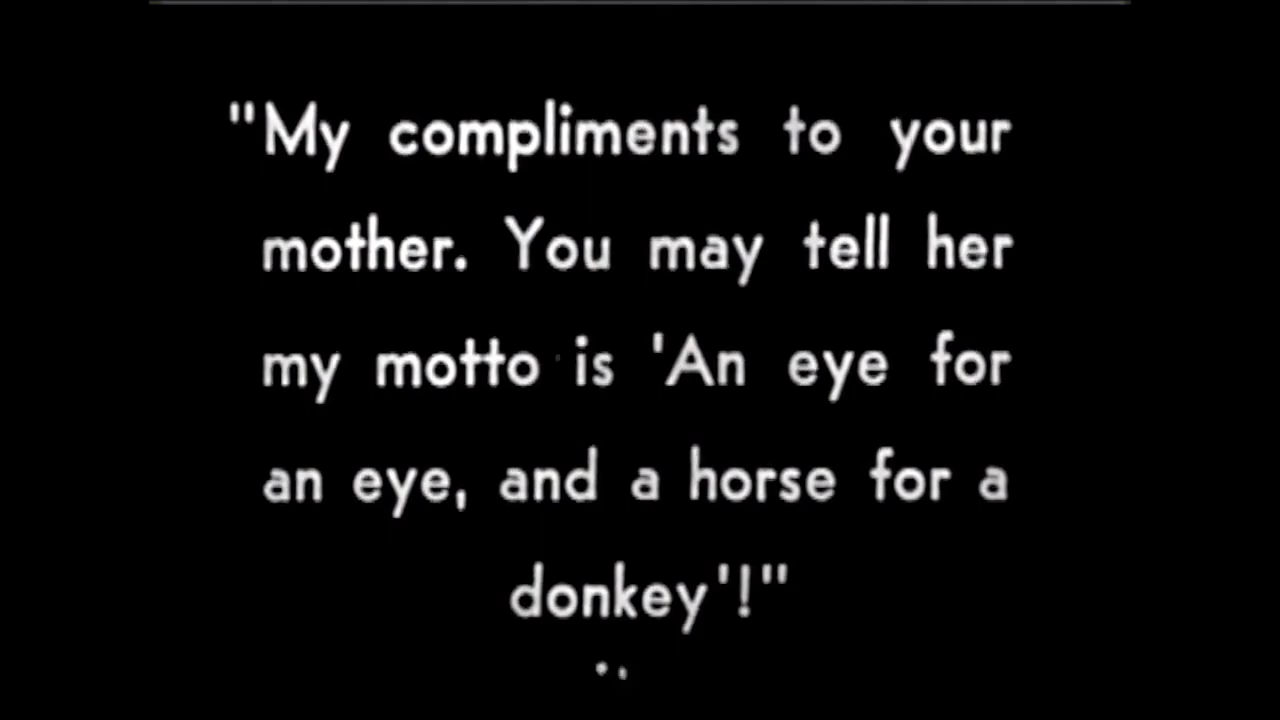 "My compliments to your
mother. You may tell her
my motto is 'An eye for
an eye, and a horse for a
donkey'!"